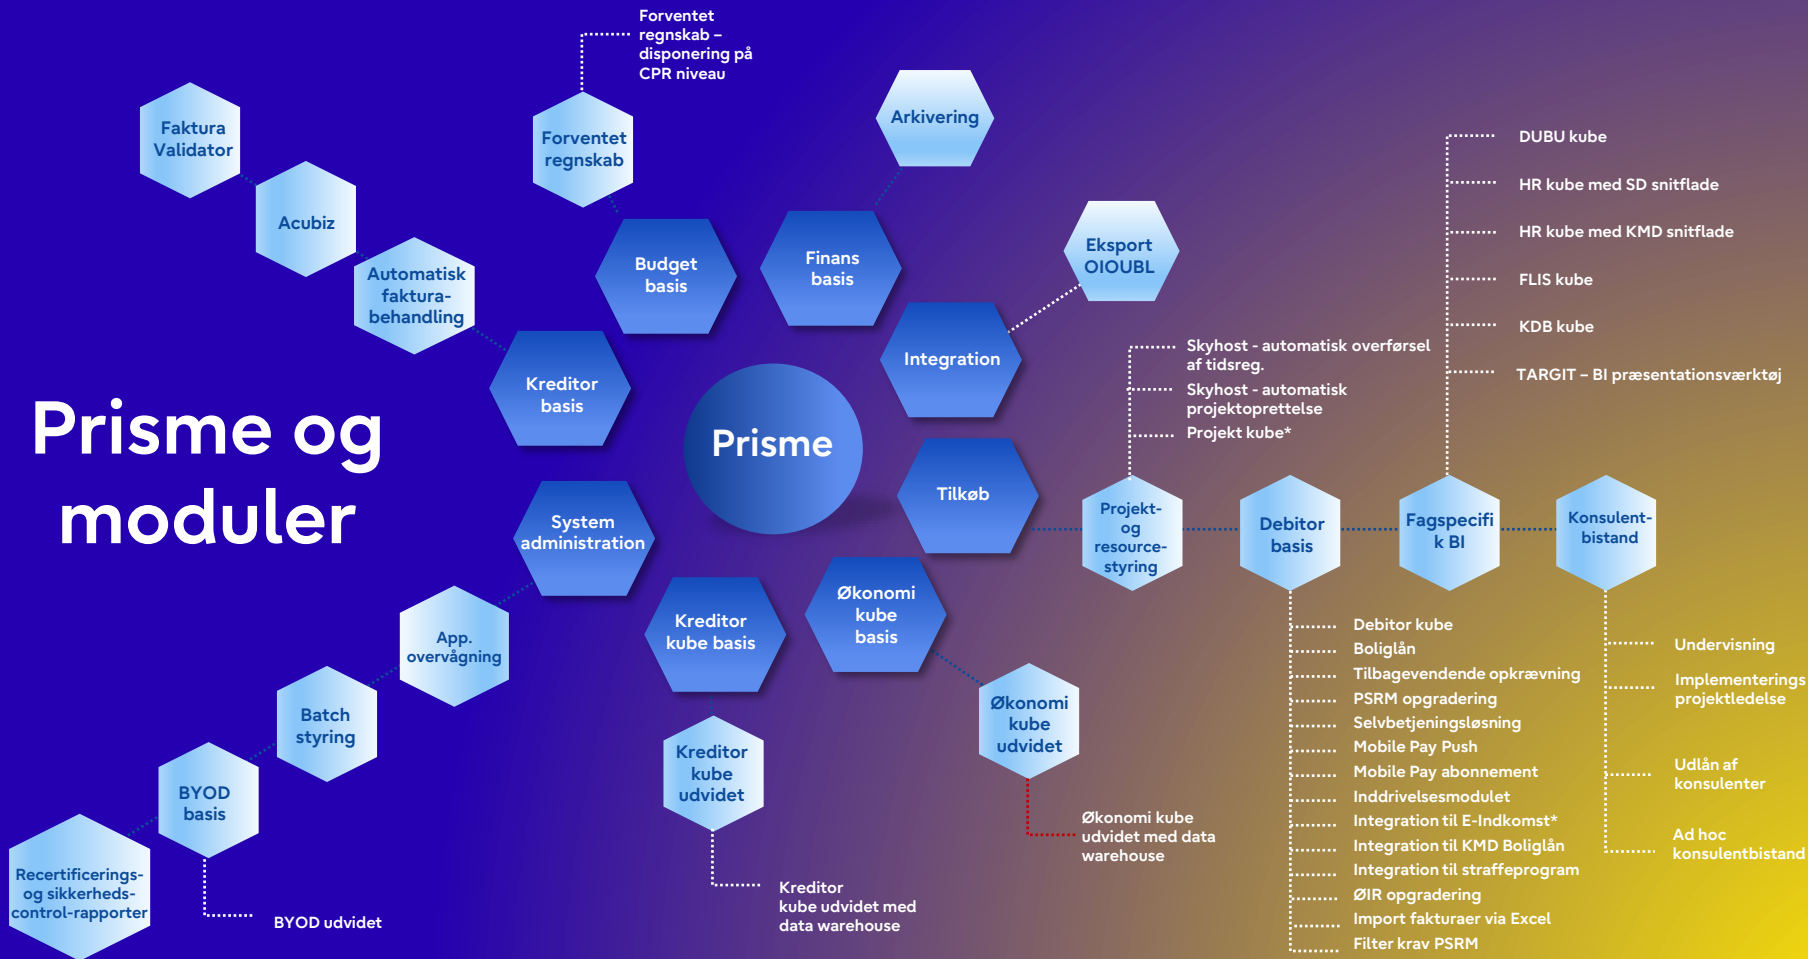 Prisme og
moduler
Prisme
Faktura
Validator
Acubiz
Automatisk
faktura-
behandling
Kreditor
basis
Forventet
regnskab –
disponering på
CPR niveau
Forventet
regnskab
Budget
basis
Arkivering
Finans
basis
Eksport
OIOUBL
Integration
Tilkøb
Skyhost - automatisk overførsel
af tidsreg.
Skyhost - automatisk
projektoprettelse
Projekt kube*
Projekt-
og
resource-
styring
Debitor
basis
Debitor kube
Boliglån
Tilbagevendende opkrævning
PSRM opgradering
Selvbetjeningsløsning
Mobile Pay Push
Mobile Pay abonnement
Inddrivelsesmodulet
Integration til E-Indkomst*
Integration til KMD Boliglån
Integration til straffeprogram
ØIR opgradering
Import fakturaer via Excel
Filter krav PSRM
DUBU kube
HR kube med SD snitflade
HR kube med KMD snitflade
FLIS kube
KDB kube
TARGIT – BI præsentationsværktøj
Fagspecifi
k BI
Konsulent-
bistand
Undervisning
Implementerings
projektledelse
Udlån af
konsulenter
Ad hoc
konsulentbistand
Økonomi
kube
basis
Økonomi
kube
udvidet
Økonomi kube
udvidet med data
warehouse
Kreditor
kube basis
Kreditor
kube
udvidet
Kreditor
kube udvidet med
data warehouse
System
administration
App.
overvågning
Batch
styring
BYOD
basis
BYOD udvidet
Recertificerings-
og sikkerheds-
control-rapporter